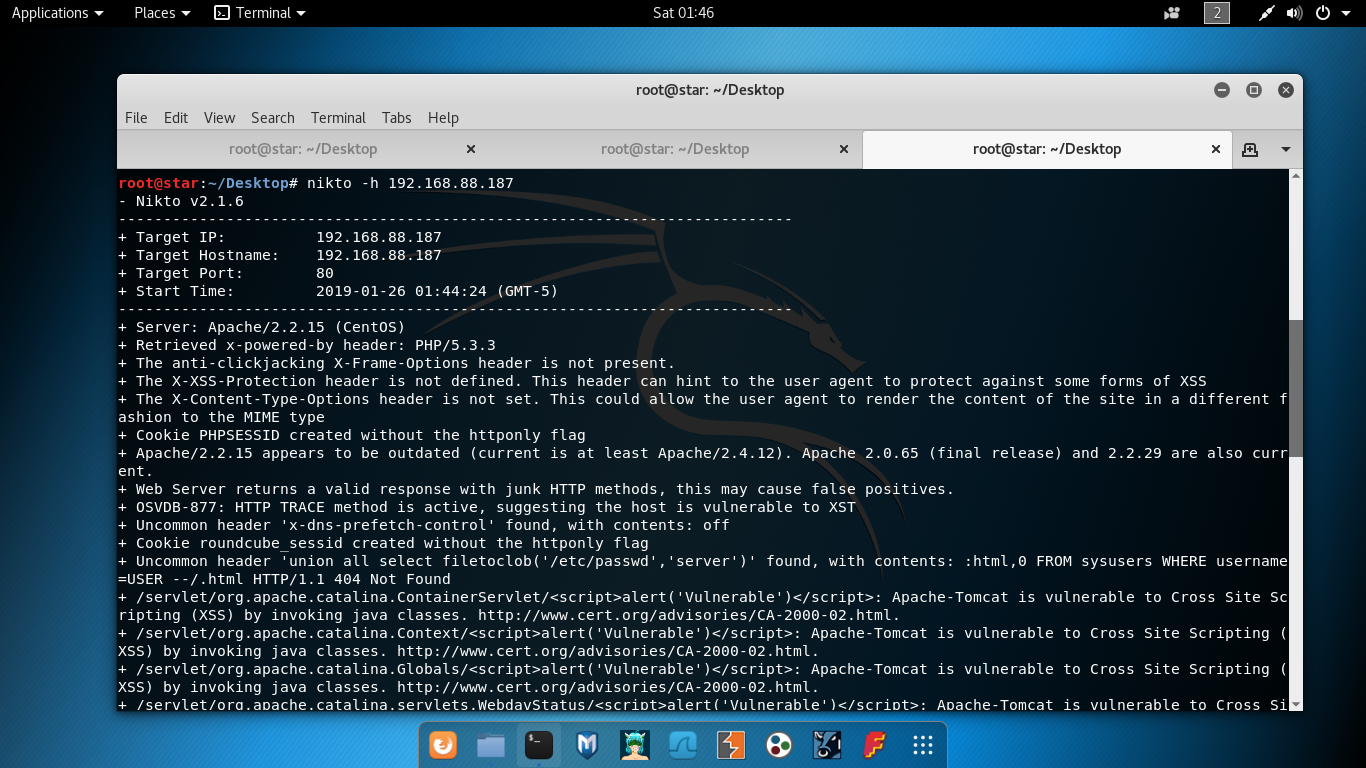 Applications Places Terminal Sat 01:46 2
root@star: ~/Desktop
File Edit View Search Terminal Tabs Help
root@star: ~/Desktop root@star: ~/Desktop root@star: ~/Desktop
root@star:~/Desktop# nikto -h 192.168.88.187
- Nikto v2.1.6
---------------------------------------------------------------------------
+ Target IP:          192.168.88.187
+ Target Hostname:    192.168.88.187
+ Target Port:        80
+ Start Time:         2019-01-26 01:44:24 (GMT-5)
---------------------------------------------------------------------------
+ Server: Apache/2.2.15 (CentOS)
+ Retrieved x-powered-by header: PHP/5.3.3
+ The anti-clickjacking X-Frame-Options header is not present.
+ The X-XSS-Protection header is not defined. This header can hint to the user agent to protect against some forms of XSS
+ The X-Content-Type-Options header is not set. This could allow the user agent to render the content of the site in a different f
ashion to the MIME type
+ Cookie PHPSESSID created without the httponly flag
+ Apache/2.2.15 appears to be outdated (current is at least Apache/2.4.12). Apache 2.0.65 (final release) and 2.2.29 are also curr
ent.
+ Web Server returns a valid response with junk HTTP methods, this may cause false positives.
+ OSVDB-877: HTTP TRACE method is active, suggesting the host is vulnerable to XST
+ Uncommon header 'x-dns-prefetch-control' found, with contents: off
+ Cookie roundcube_sessid created without the httponly flag
+ Uncommon header 'union all select filetoclob('/etc/passwd','server')' found, with contents: :html,0 FROM sysusers WHERE username
=USER --/.html HTTP/1.1 404 Not Found
+ /servlet/org.apache.catalina.ContainerServlet/<script>alert('Vulnerable')</script>: Apache-Tomcat is vulnerable to Cross Site Sc
ripting (XSS) by invoking java classes. http://www.cert.org/advisories/CA-2000-02.html.
+ /servlet/org.apache.catalina.Context/<script>alert('Vulnerable')</script>: Apache-Tomcat is vulnerable to Cross Site Scripting (
XSS) by invoking java classes. http://www.cert.org/advisories/CA-2000-02.html.
+ /servlet/org.apache.catalina.Globals/<script>alert('Vulnerable')</script>: Apache-Tomcat is vulnerable to Cross Site Scripting (
XSS) by invoking java classes. http://www.cert.org/advisories/CA-2000-02.html.
+ /servlet/org.apache.catalina.servlets.WebdavStatus/<script>alert('Vulnerable')</script>: Apache-Tomcat is vulnerable to Cross Si